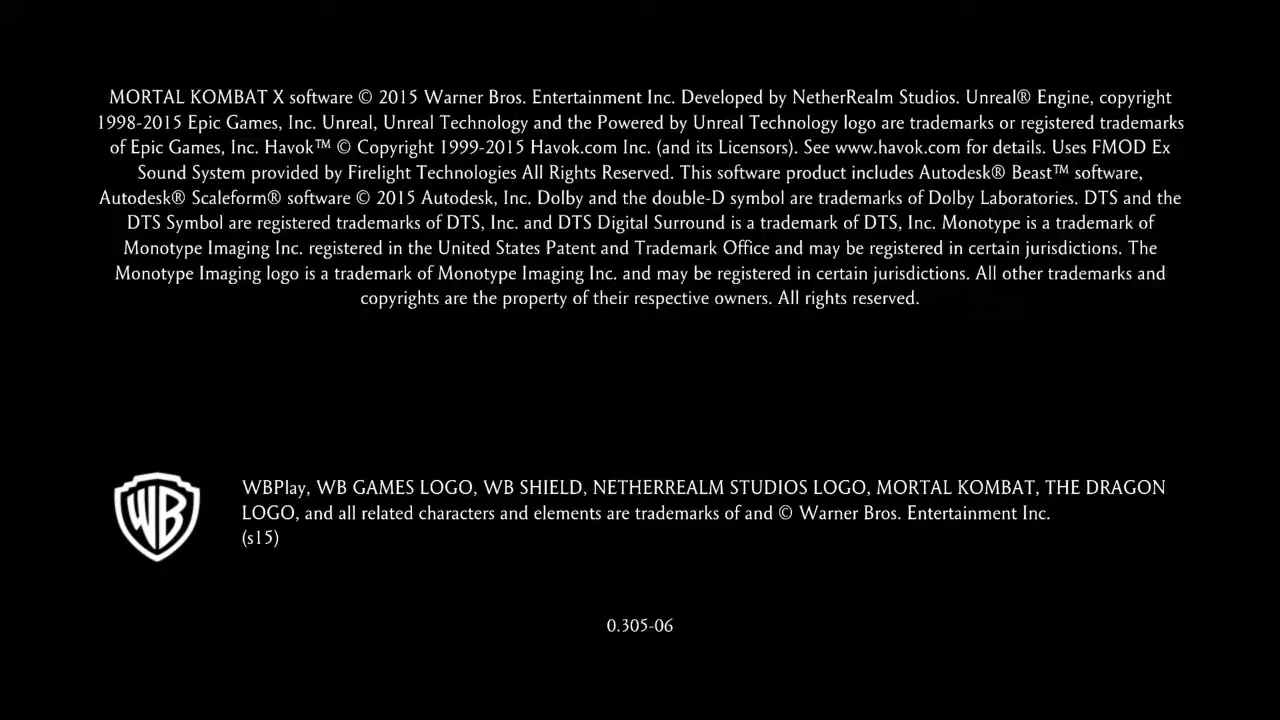 MORTAL KOMBAT X software © 2015 Warner Bros. Entertainment Inc. Developed by NetherRealm Studios. Unreal® Engine, copyright
1998-2015 Epic Games, Inc. Unreal, Unreal Technology and the Powered by Unreal Technology logo are trademarks or registered trademarks
of Epic Games, Inc. Havok™ © Copyright 1999-2015 Havok.com Inc. (and its Licensors). See www.havok.com for details. Uses FMOD Ex
Sound System provided by Firelight Technologies All Rights Reserved. This software product includes Autodesk® Beast™ software,
Autodesk® Scaleform® software © 2015 Autodesk, Inc. Dolby and the double-D symbol are trademarks of Dolby Laboratories. DTS and the
DTS Symbol are registered trademarks of DTS, Inc. and DTS Digital Surround is a trademark of DTS, Inc. Monotype is a trademark of
Monotype Imaging Inc. registered in the United States Patent and Trademark Office and may be registered in certain jurisdictions. The
Monotype Imaging logo is a trademark of Monotype Imaging Inc. and may be registered in certain jurisdictions. All other trademarks and
copyrights are the property of their respective owners. All rights reserved.
WB
WBPlay, WB GAMES LOGO, WB SHIELD, NETHERREALM STUDIOS LOGO, MORTAL KOMBAT, THE DRAGON
LOGO, and all related characters and elements are trademarks of and © Warner Bros. Entertainment Inc.
(s15)
0.305-06